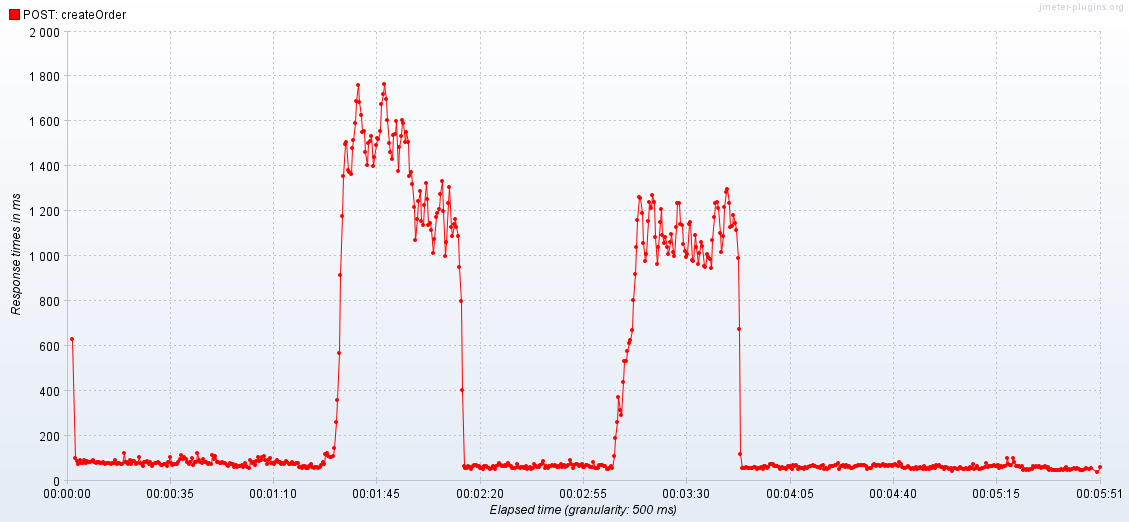 jmeter-plugins.org
POST: createOrder
2 000
1 800
1 600
1 400
1 200
1 000
800
600
400
200
0
Response times in ms
00:00:00 00:00:35 00:01:10 00:01:45 00:02:20 00:02:55 00:03:30 00:04:05 00:04:40 00:05:15 00:05:51
Elapsed time (granularity: 500 ms)